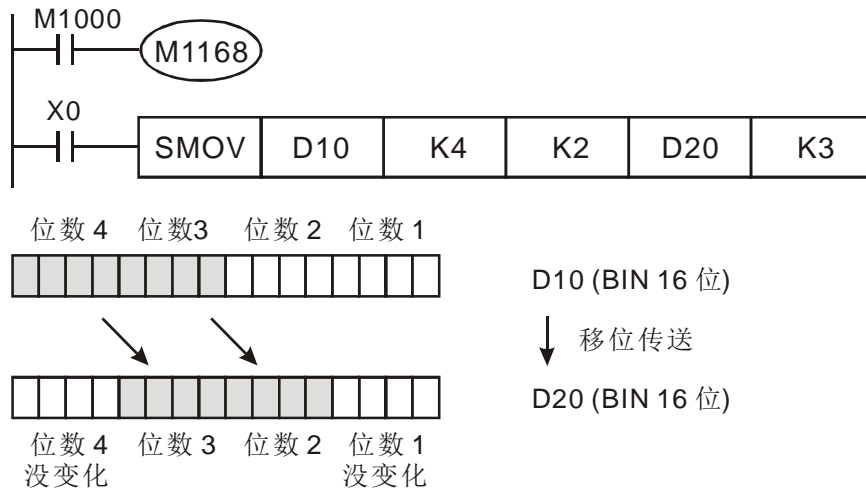 M1000
M1168
X0
SMOV D10 K4 K2 D20 K3
位数 4 位数3 位数 2 位数 1
D10 (BIN 16 位)
移位传送
D20 (BIN 16 位)
位数 4 位数 3 位数 2 位数 1
没变化 没变化